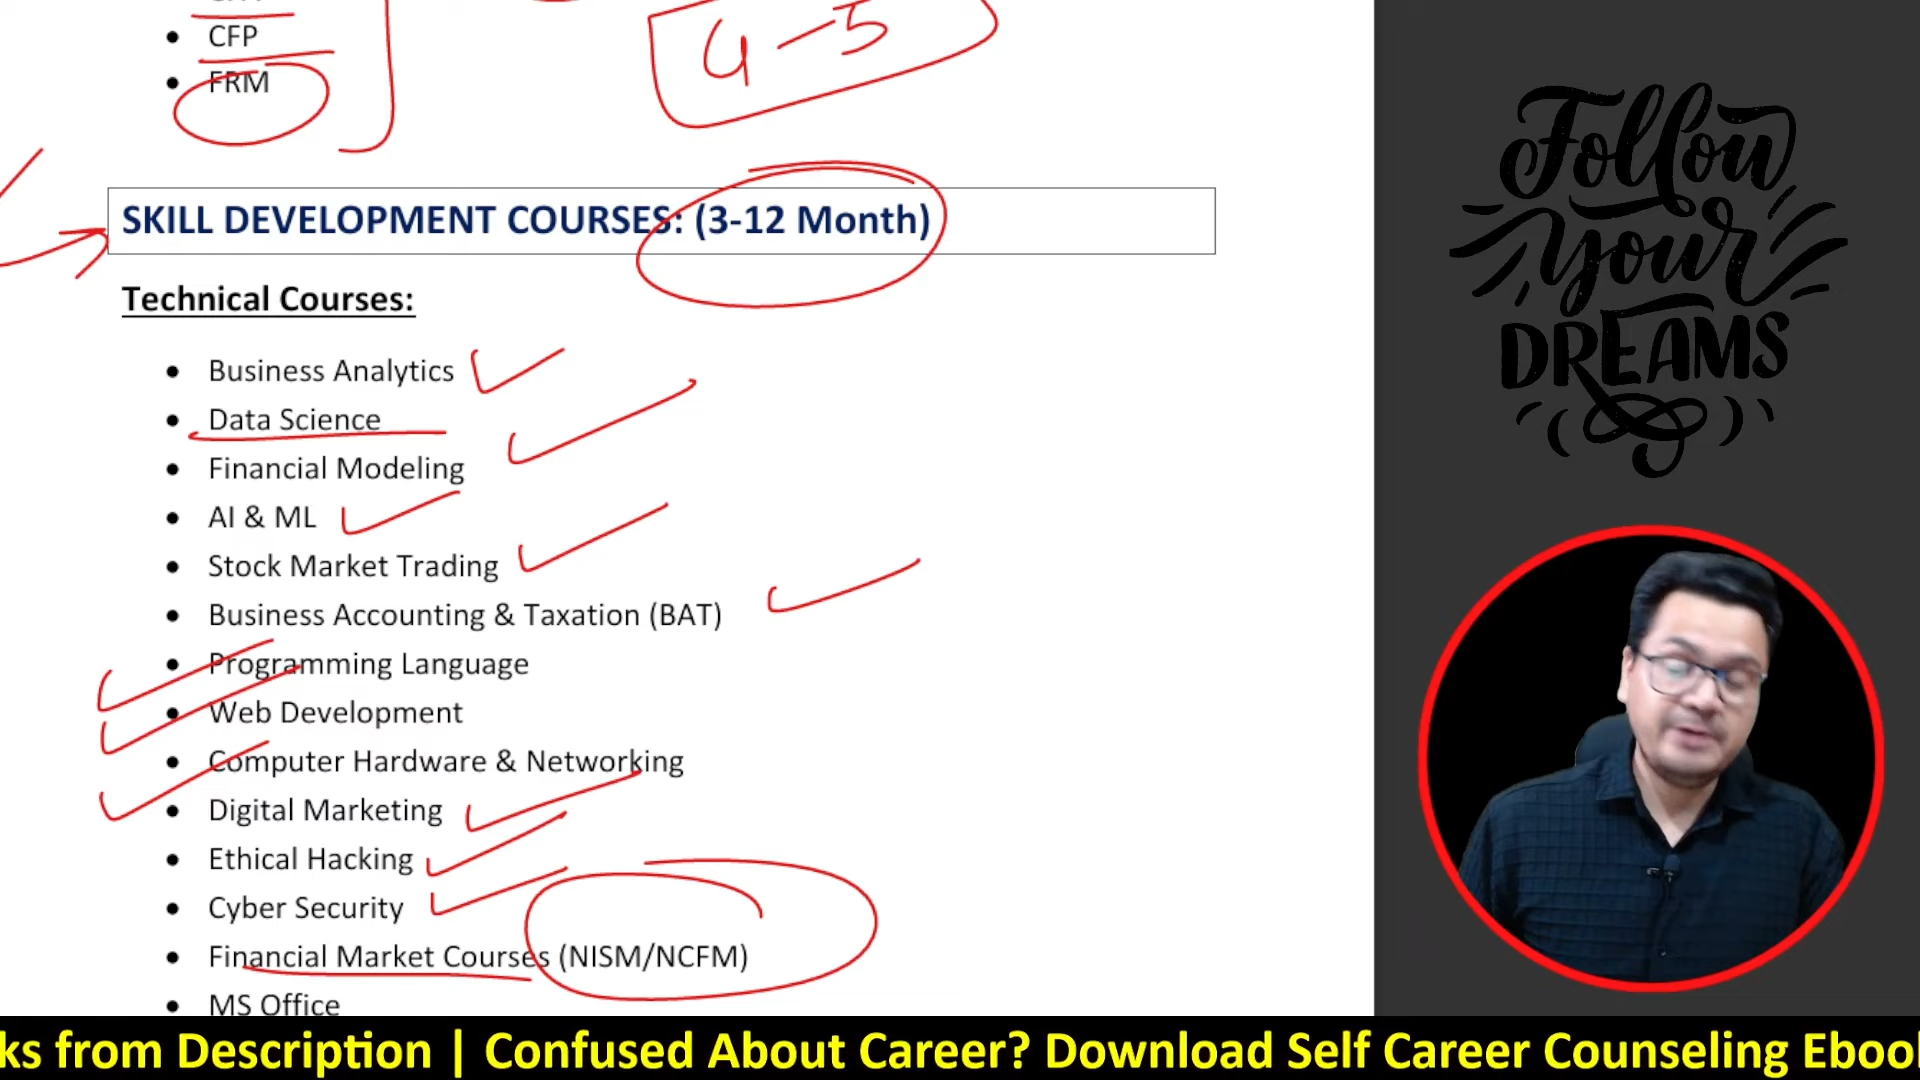 CFP
4-5
FRM
SKILL DEVELOPMENT COURSES: (3-12 Month)
Technical Courses:
Business Analytics
Data Science
Financial Modeling
AI & ML
Stock Market Trading
Business Accounting & Taxation (BAT)
Programming Language
Web Development
Computer Hardware & Networking
Digital Marketing
Ethical Hacking
Cyber Security
Financial Market Courses (NISM/NCFM)
MS Office
Follow
Your
DREAMS
from Description | Confused About Career? Download Self Career Counseling